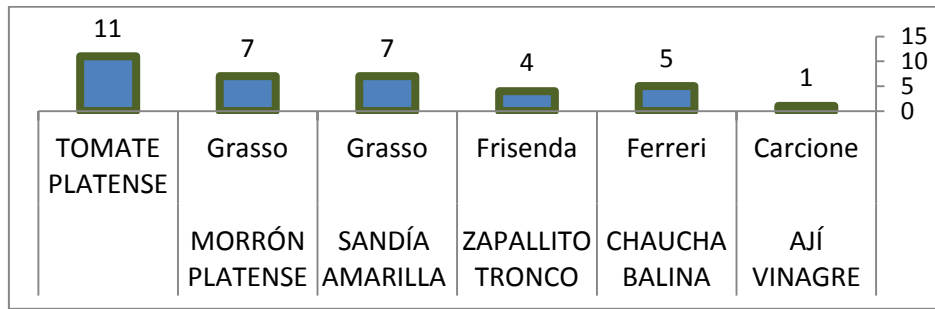 11
7
7
4
5
1
15
10
5
0
TOMATE
PLATENSE
Grasso
Grasso
Frisenda
Ferreri
Carcione
MORRÓN
PLATENSE
SANDÍA
AMARILLA
ZAPALLITO
TRONCO
CHAUCHA
BALINA
AJÍ
VINAGRE